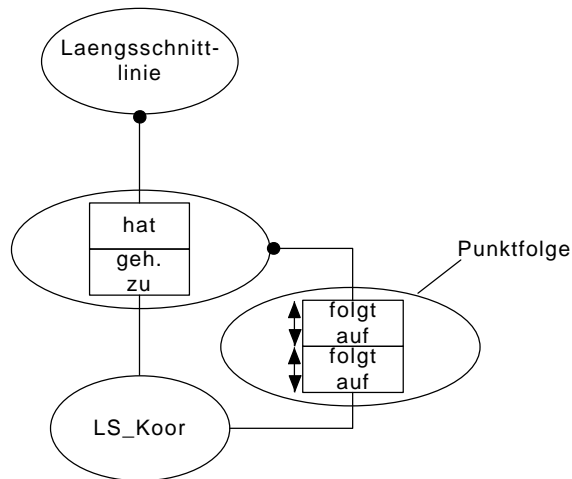 Laengsschnitt-
linie
hat
geh.
zu
Punktfolge
folgt
auf
folgt
auf
LS_Koor